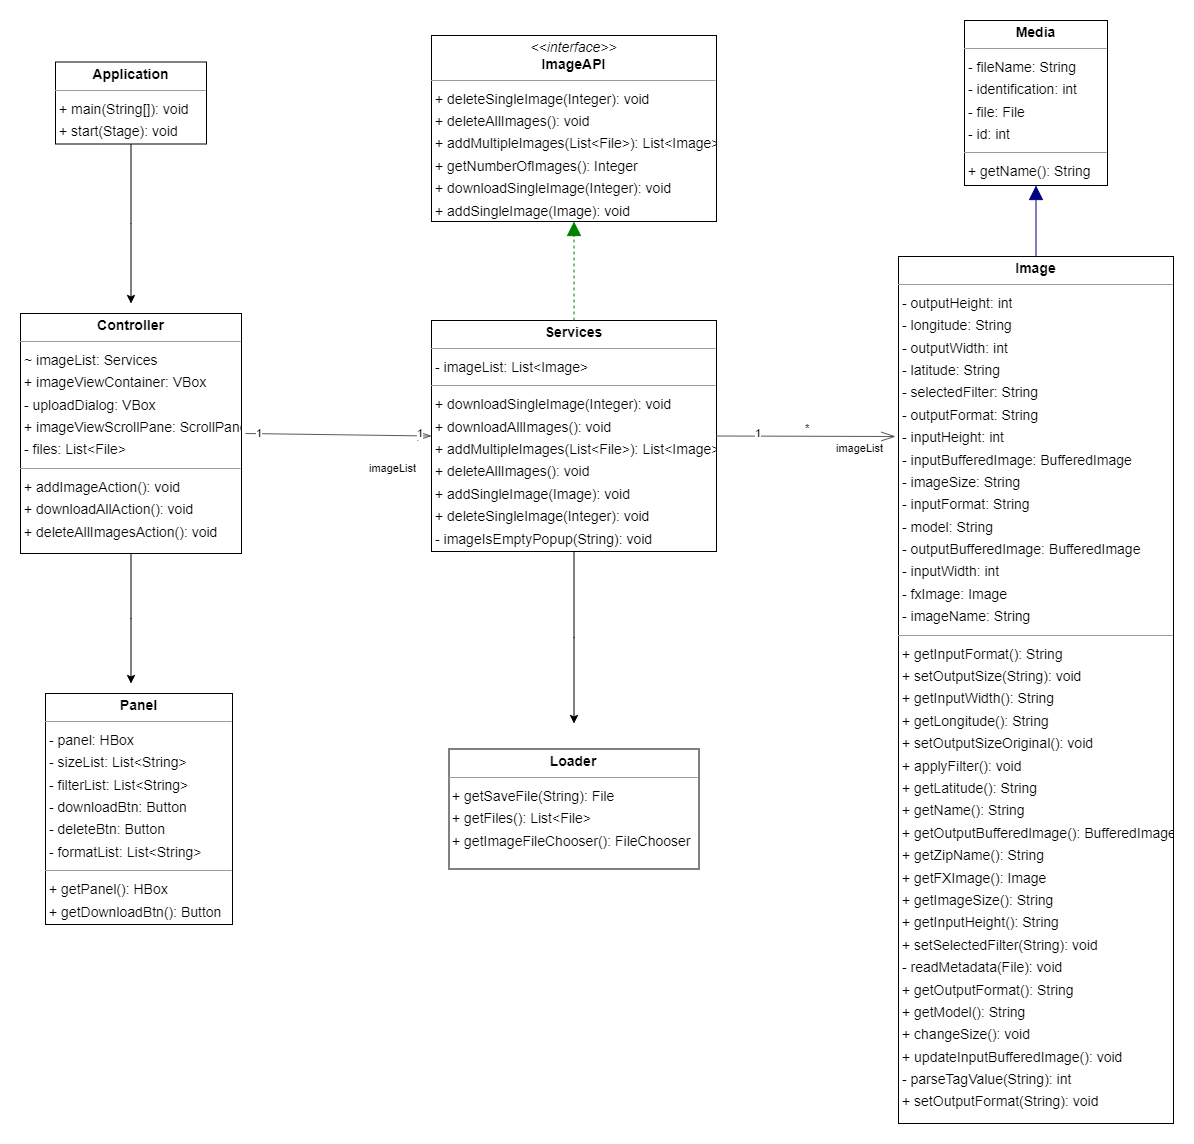 Application
+ main(String[]): void
+ start(Stage): void
<<interface>>
ImageAPI
+ deleteSingleImage(Integer): void
+ deleteAllImages(): void
+ addMultipleImages(List<File>): List<Image>
+ getNumberOfImages(): Integer
+ downloadSingleImage(Integer): void
+ addSingleImage(Image): void
Media
- fileName: String
- identification: int
- file: File
- id: int
+ getName(): String
Controller
~ imageList: Services
+ imageViewContainer: VBox
- uploadDialog: VBox
+ imageViewScrollPane: ScrollPane
- files: List<File>
+ addImageAction(): void
+ downloadAllAction(): void
+ deleteAllImagesAction(): void
1
1
imageList
Services
- imageList: List<Image>
+ downloadSingleImage(Integer): void
+ downloadAllImages(): void
+ addMultipleImages(List<File>): List<Image>
+ deleteAllImages(): void
+ addSingleImage(Image): void
+ deleteSingleImage(Integer): void
- imageIsEmptyPopup(String): void
1
*
imageList
Image
- outputHeight: int
- longitude: String
- outputWidth: int
- latitude: String
- selectedFilter: String
- outputFormat: String
- inputHeight: int
- inputBufferedImage: BufferedImage
- imageSize: String
- inputFormat: String
- model: String
- outputBufferedImage: BufferedImage
- inputWidth: int
- fxImage: Image
- imageName: String
+ getInputFormat(): String
+ setOutputSize(String): void
+ getInputWidth(): String
+ getLongitude(): String
+ setOutputSizeOriginal(): void
+ applyFilter(): void
+ getLatitude(): String
+ getName(): String
+ getOutputBufferedImage(): BufferedImage
+ getZipName(): String
+ getFXImage(): Image
+ getImageSize(): String
+ getInputHeight(): String
+ setSelectedFilter(String): void
- readMetadata(File): void
+ getOutputFormat(): String
+ getModel(): String
+ changeSize(): void
+ updateInputBufferedImage(): void
- parseTagValue(String): int
+ setOutputFormat(String): void
Panel
- panel: HBox
- sizeList: List<String>
- filterList: List<String>
- downloadBtn: Button
- deleteBtn: Button
- formatList: List<String>
+ getPanel(): HBox
+ getDownloadBtn(): Button
Loader
+ getSaveFile(String): File
+ getFiles(): List<File>
+ getImageFileChooser(): FileChooser